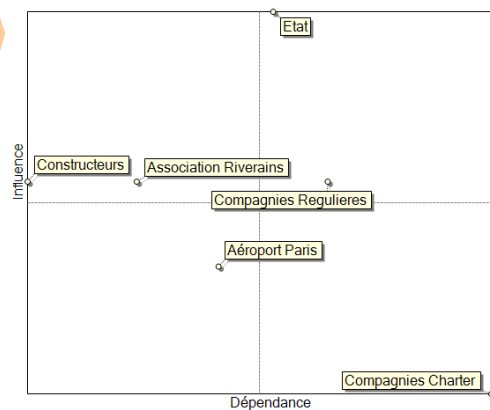 Etat
Constructeurs
Association Riverains
Influence
Compagnies Regulieres
Aéroport Paris
Compagnies Charter
Dépendance